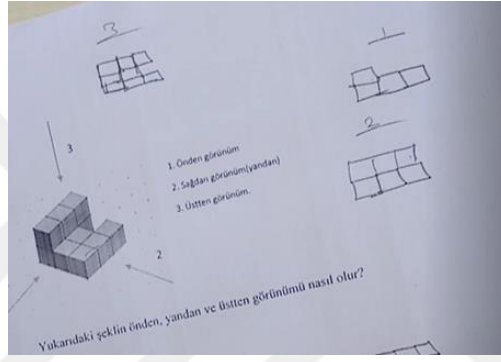 3
1
2
3
1. Önden görünüm
2. Sağdan görünüm(yandan)
3. Üstten görünüm.
2
Yukarıdaki şeklin önden, yandan ve üstten görünümü nasıl olur?